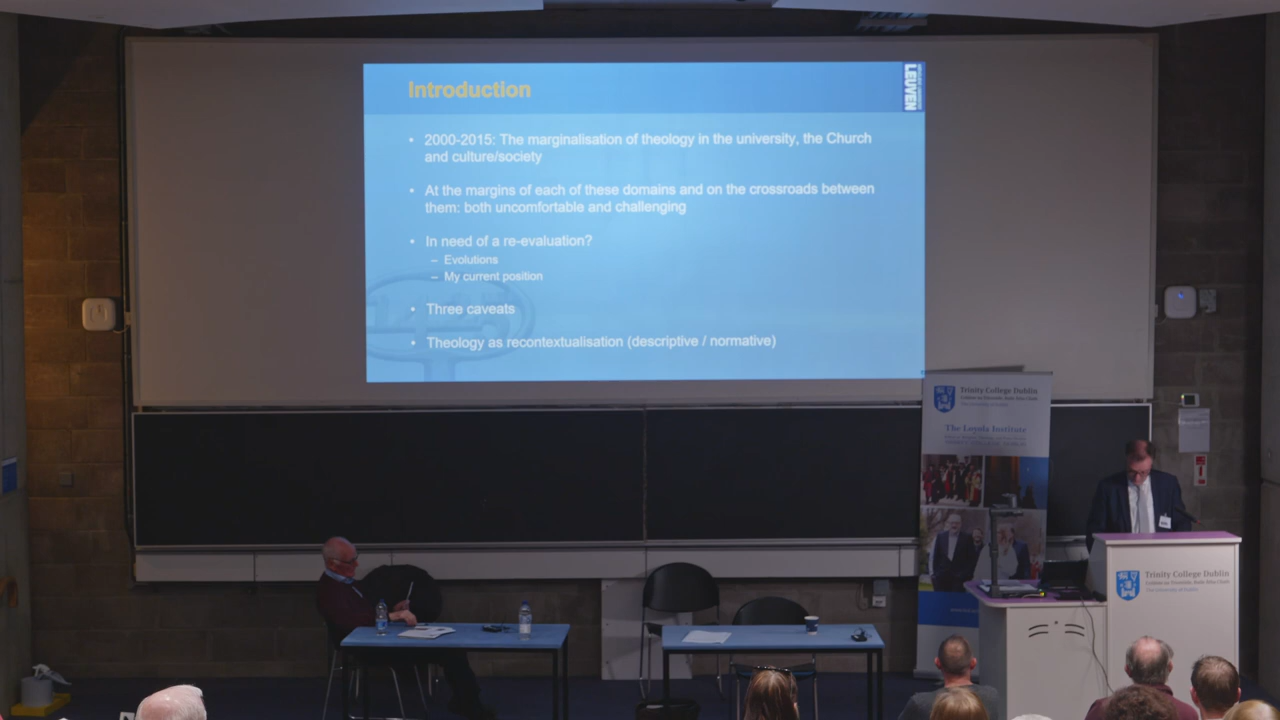 Introduction
LEUVEN
• 2000-2015: The marginalisation of theology in the university, the Church
and culture/society
• At the margins of each of these domains and on the crossroads between
them: both uncomfortable and challenging
• In need of a re-evaluation?
– Evolutions
– My current position
• Three caveats
• Theology as recontextualisation (descriptive / normative)
Trinity College Dublin
The Loyola Institute
Trinity College Dublin